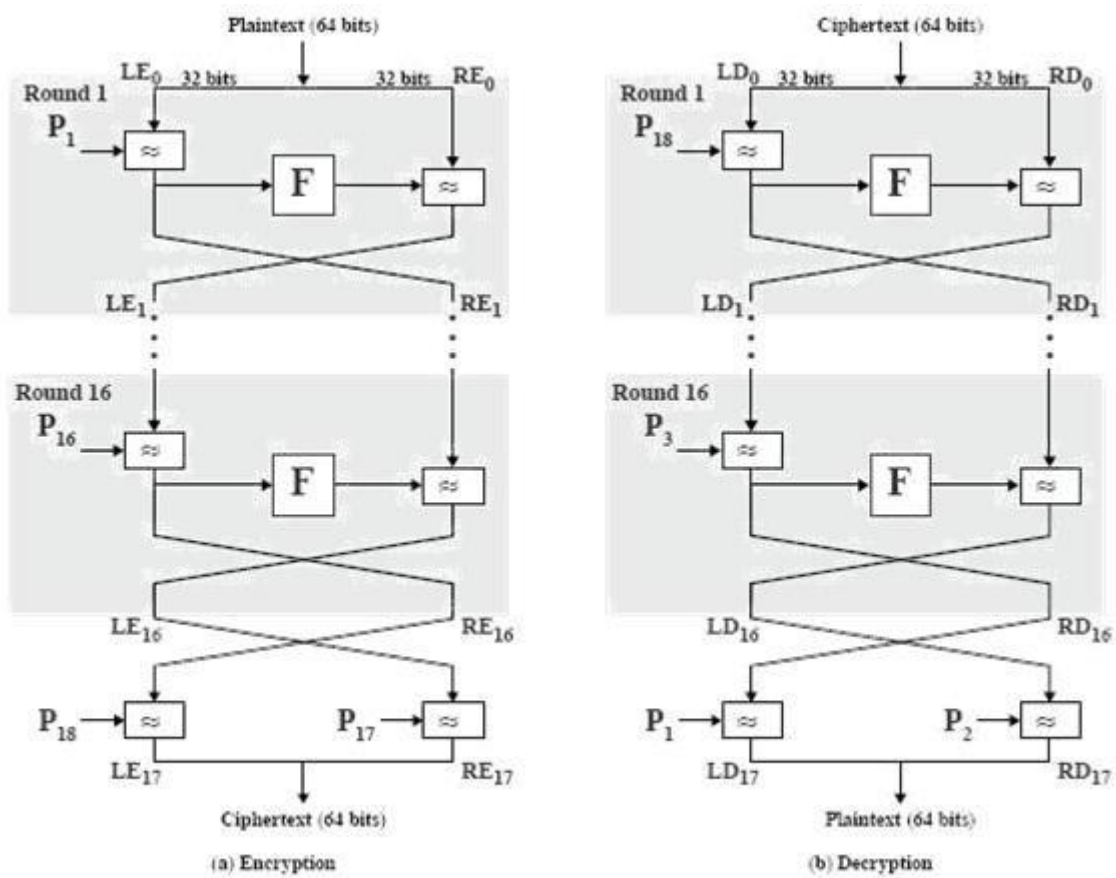 Plaintext (64 bits)
LE0 32 bits 32 bits RE0
Round 1
P1
≈
F
≈
LE1 RE1
Round 16
P16
≈
F
≈
LE16 RE16
P18 ≈
P17 ≈
LE17 RE17
Ciphertext (64 bits)
(a) Encryption
Ciphertext (64 bits)
LD0 32 bits 32 bits RD0
Round 1
P18
≈
F
≈
LD1 RD1
Round 16
P3
≈
F
≈
LD16 RD16
P1 ≈
P2 ≈
LD17 RD17
Plaintext (64 bits)
(b) Decryption